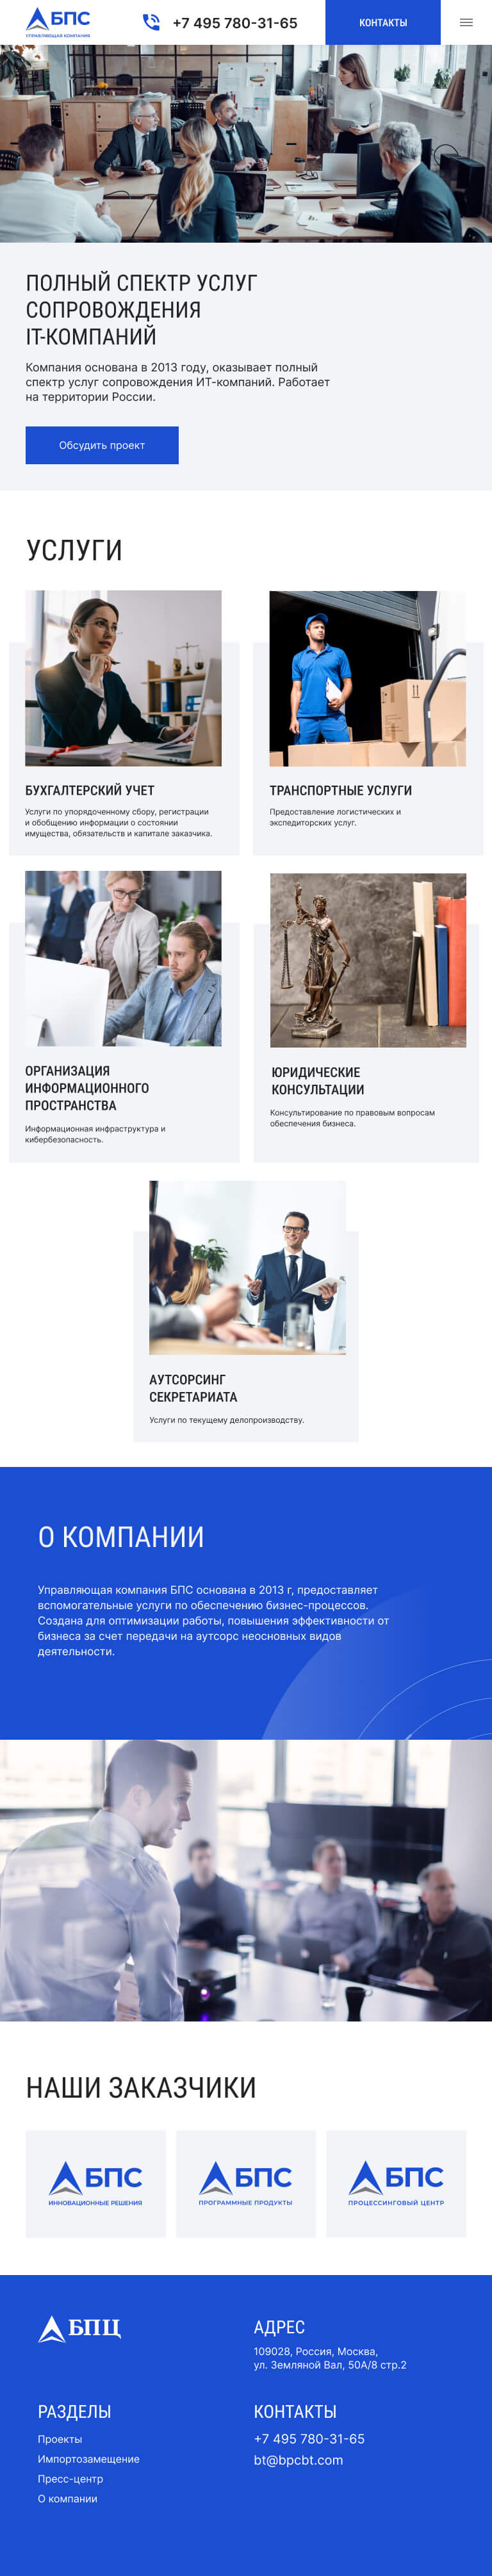 БПС
УПРАВЛЯЮЩАЯ КОМПАНИЯ
+7 495 780-31-65
КОНТАКТЫ
ПОЛНЫЙ СПЕКТР УСЛУГ
СОПРОВОЖДЕНИЯ
IT-КОМПАНИЙ
Компания основана в 2013 году, оказывает полный
спектр услуг сопровождения ИТ-компаний. Работает
на территории России.
Обсудить проект
УСЛУГИ
БУХГАЛТЕРСКИЙ УЧЕТ
Услуги по упорядоченному сбору, регистрации
и обобщению информации о состоянии
имущества, обязательств и капитале заказчика.
ТРАНСПОРТНЫЕ УСЛУГИ
Предоставление логистических и
экспедиторских услуг.
ОРГАНИЗАЦИЯ
ИНФОРМАЦИОННОГО
ПРОСТРАНСТВА
Информационная инфраструктура и
кибербезопасность.
ЮРИДИЧЕСКИЕ
КОНСУЛЬТАЦИИ
Консультирование по правовым вопросам
обеспечения бизнеса.
АУТСОРСИНГ
СЕКРЕТАРИАТА
Услуги по текущему делопроизводству.
О КОМПАНИИ
Управляющая компания БПС основана в 2013 г, предоставляет
вспомогательные услуги по обеспечению бизнес-процессов.
Создана для оптимизации работы, повышения эффективности от
бизнеса за счет передачи на аутсорс неосновных видов
деятельности.
НАШИ ЗАКАЗЧИКИ
БПС
ИННОВАЦИОННЫЕ РЕШЕНИЯ
БПС
ПРОГРАММНЫЕ ПРОДУКТЫ
БПС
ПРОЦЕССИНГОВЫЙ ЦЕНТР
БПЦ
АДРЕС
109028, Россия, Москва,
ул. Земляной Вал, 50А/8 стр.2
РАЗДЕЛЫ
Проекты
Импортозамещение
Пресс-центр
О компании
КОНТАКТЫ
+7 495 780-31-65
bt@bpcbt.com